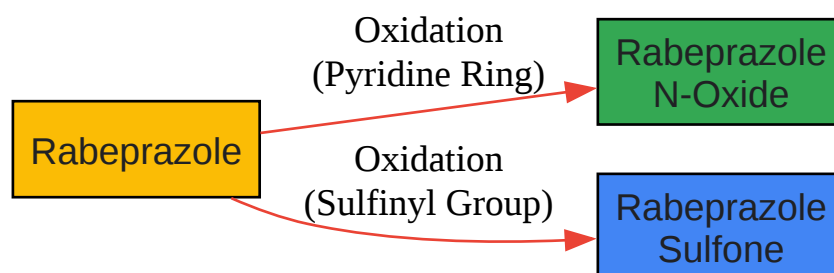 Rabeprazole
Oxidation
(Pyridine Ring)
Rabeprazole
N-Oxide
Oxidation
(Sulfinyl Group)
Rabeprazole
Sulfone